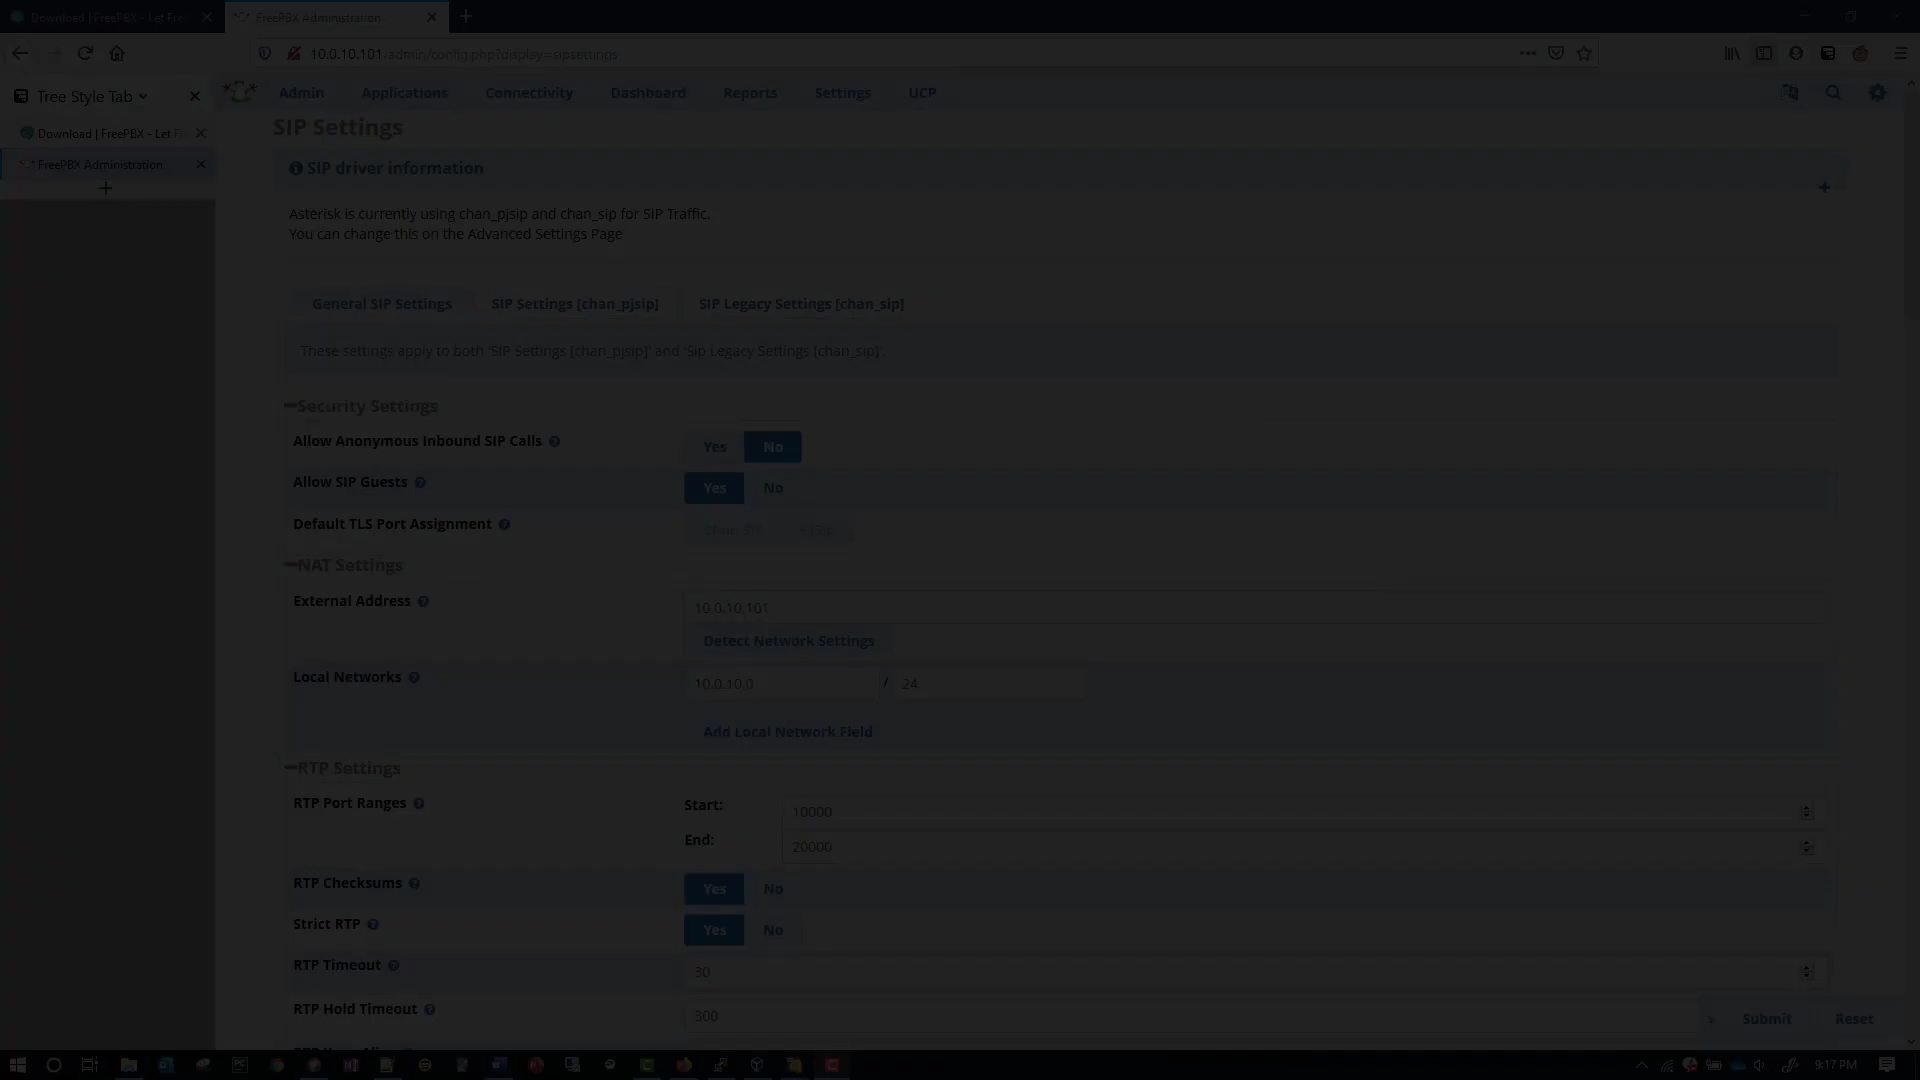 Download | FreePBX - Let Free
FreePBX Administration
10.0.10.101/admin/config.php?display=sipsettings
Tree Style Tab
Download | FreePBX - Let F
FreePBX Administration
Admin
Applications
Connectivity
Dashboard
Reports
Settings
UCP
SIP Settings
SIP driver information
Asterisk is currently using chan_pjsip and chan_sip for SIP Traffic.
You can change this on the Advanced Settings Page
General SIP Settings
SIP Settings [chan_pjsip]
SIP Legacy Settings [chan_sip]
These settings apply to both 'SIP Settings [chan_pjsip]' and 'Sip Legacy Settings [chan_sip]'.
Security Settings
Allow Anonymous Inbound SIP Calls
Yes No
Allow SIP Guests
Yes No
Default TLS Port Assignment
NAT Settings
External Address
10.0.10.101
Detect Network Settings
Local Networks
10.0.10.0 / 24
Add Local Network Field
RTP Settings
RTP Port Ranges
Start: 10000
End: 20000
RTP Checksums
Yes No
Strict RTP
Yes No
RTP Timeout
30
RTP Hold Timeout
300
Submit
Reset
9:17 PM